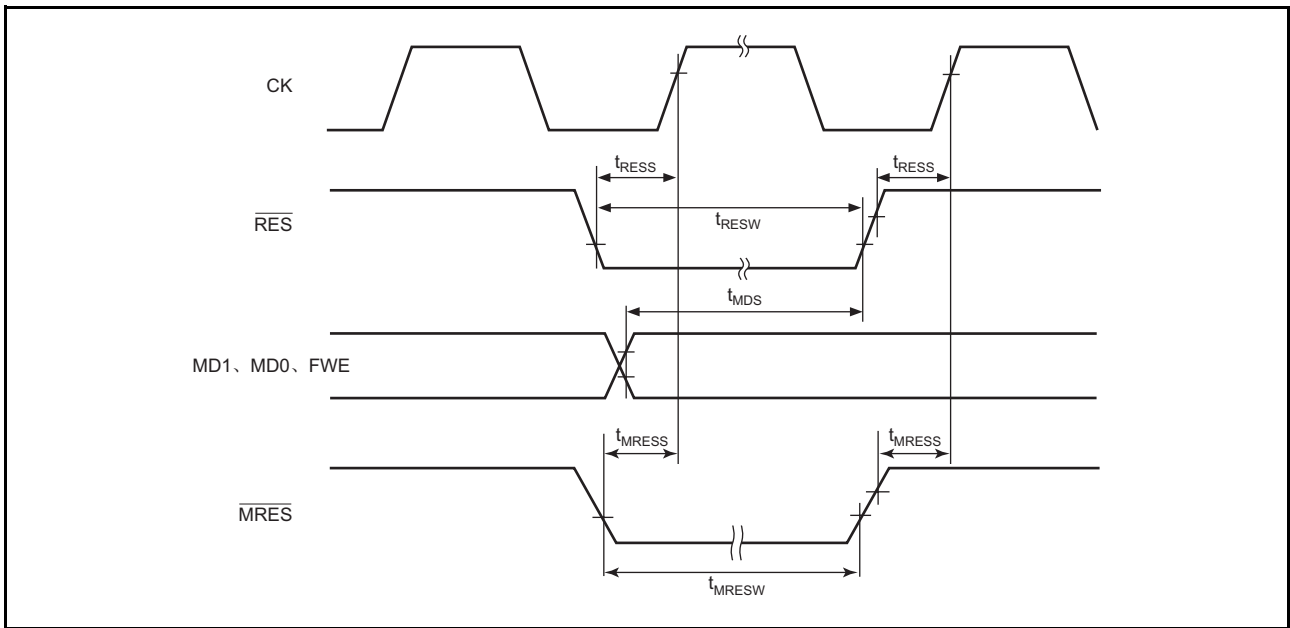 CK
tRESS tRESS
RES
tRESW
tMDS
MD1、MD0、FWE
tMRESS tMRESS
MRES
tMRESW